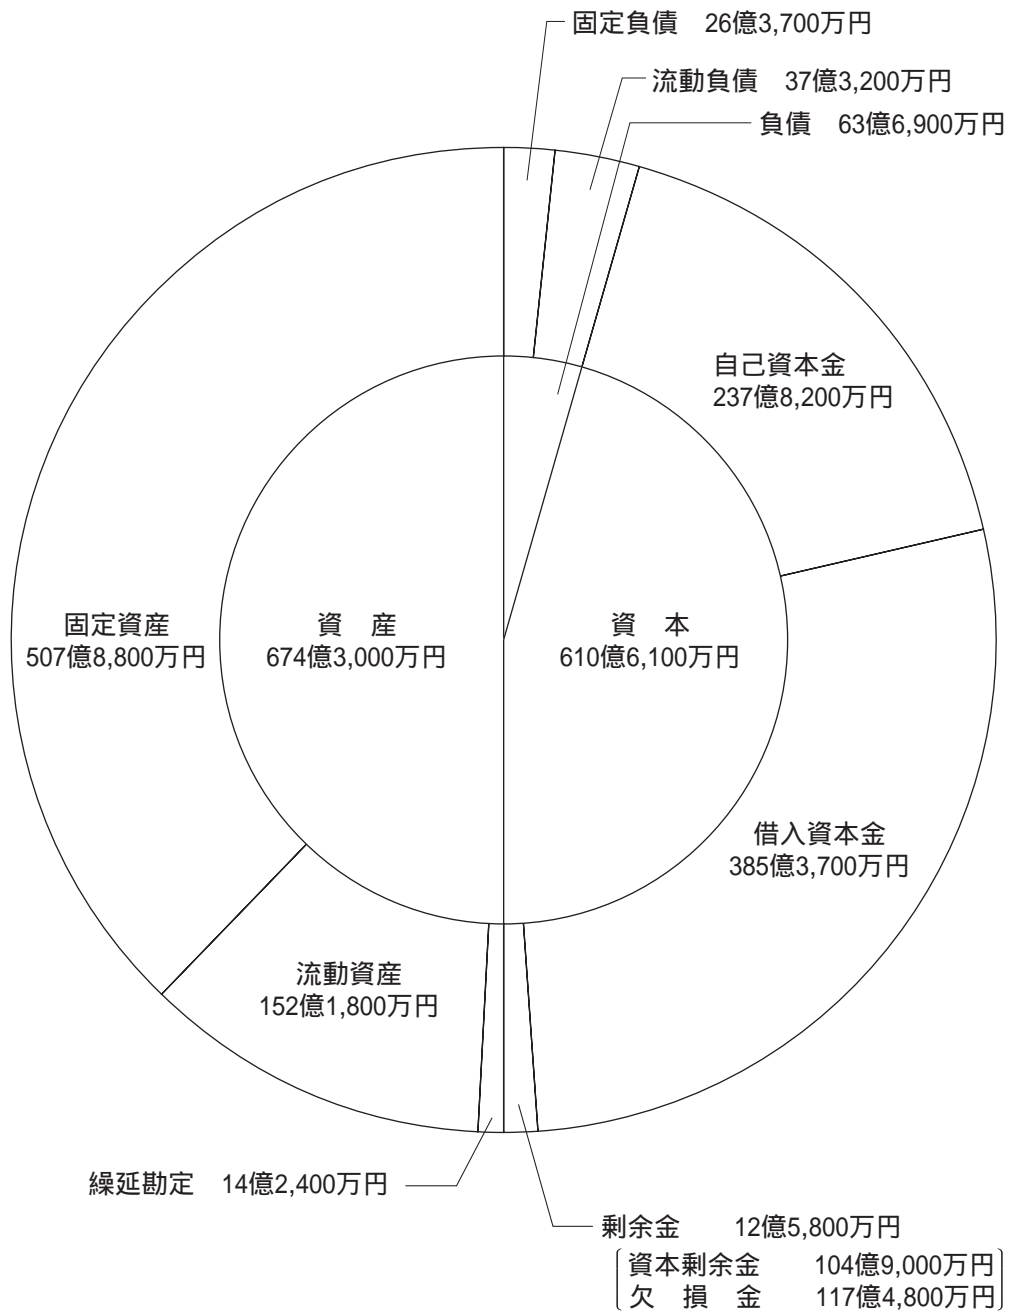 固定負債　26億3,700万円
流動負債　37億3,200万円
負債　63億6,900万円
自己資本金
237億8,200万円
固定資産
507億8,800万円
資　産
674億3,000万円
資　本
610億6,100万円
借入資本金
385億3,700万円
流動資産
152億1,800万円
繰延勘定　14億2,400万円
剰余金　　12億5,800万円
資本剰余金　　104億9,000万円
欠　損　金　　117億4,800万円